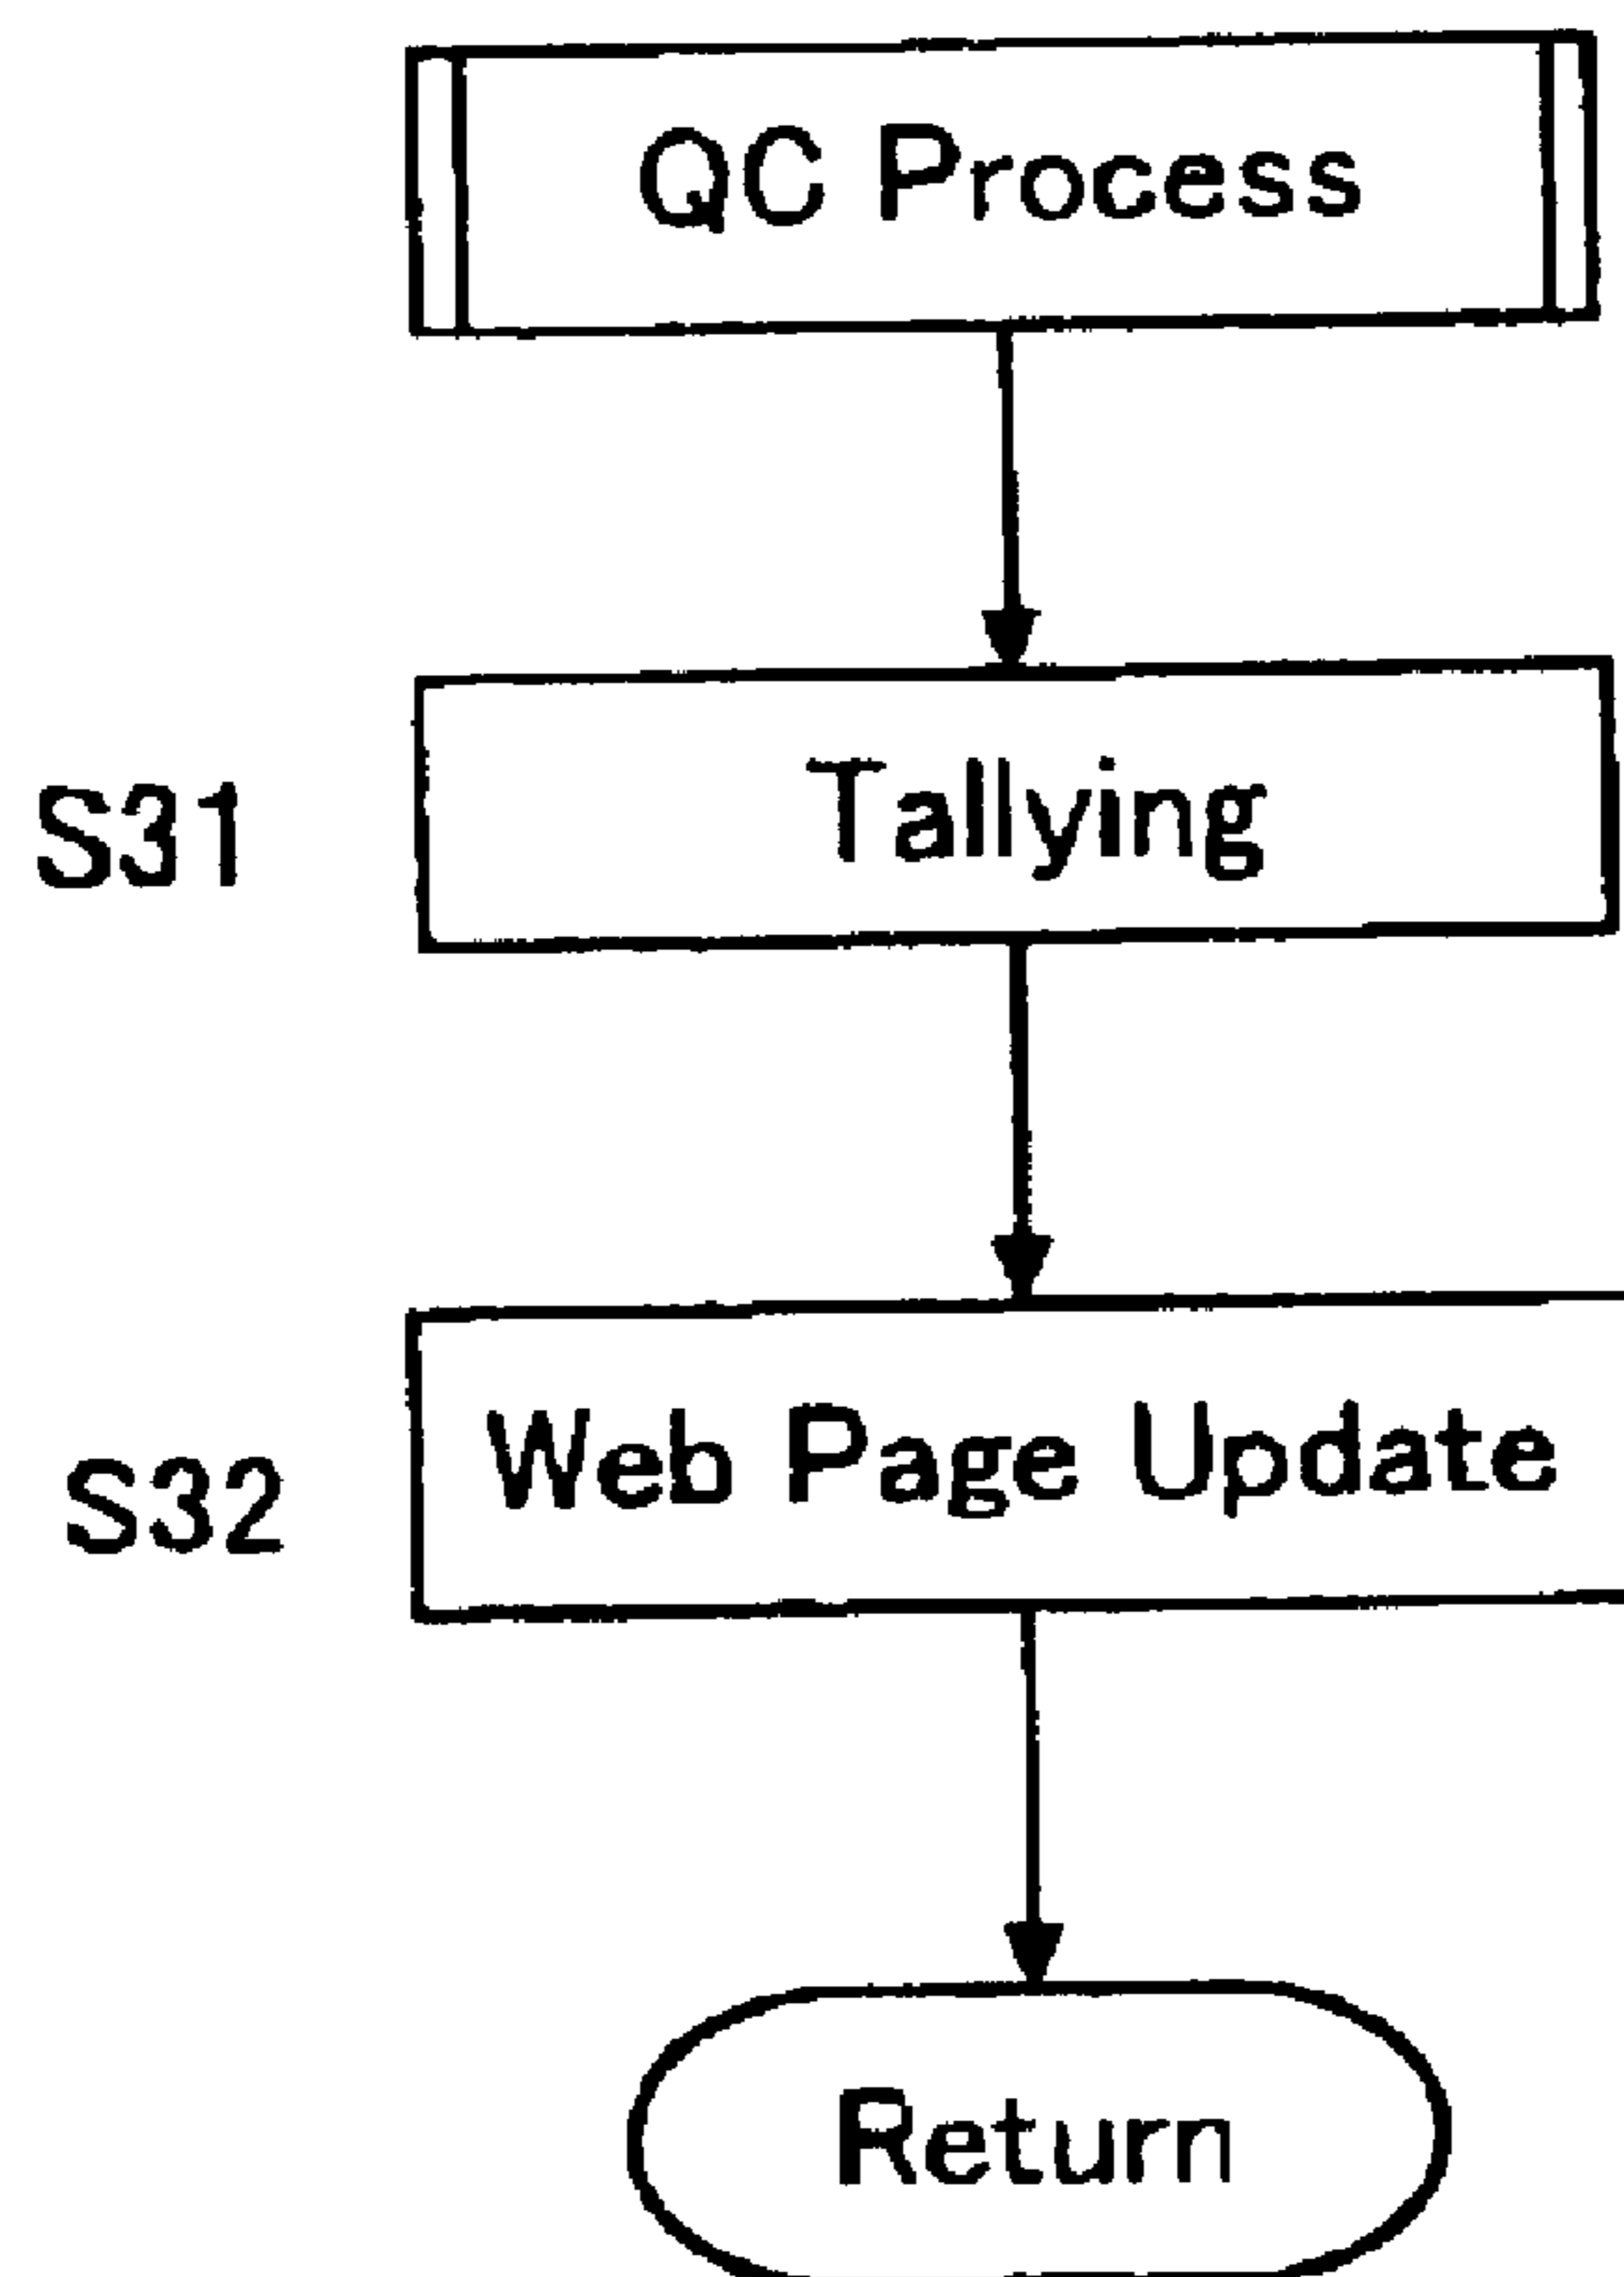 QC Process
S31 Tallying
S32 Web Page Update
Return